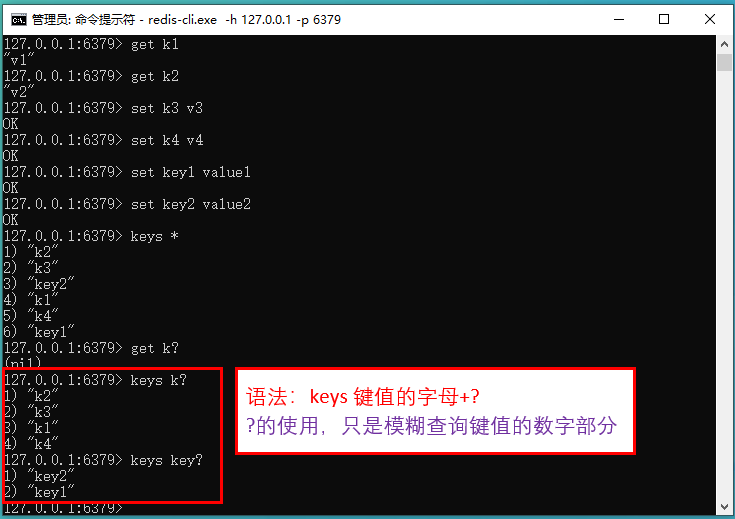 管理员: 命令提示符 - redis-cli.exe  -h 127.0.0.1 -p 6379
127.0.0.1:6379> get k1
"v1"
127.0.0.1:6379> get k2
"v2"
127.0.0.1:6379> set k3 v3
OK
127.0.0.1:6379> set k4 v4
OK
127.0.0.1:6379> set key1 value1
OK
127.0.0.1:6379> set key2 value2
OK
127.0.0.1:6379> keys *
1) "k2"
2) "k3"
3) "key2"
4) "k1"
5) "k4"
6) "key1"
127.0.0.1:6379> get k?
(nil)
127.0.0.1:6379> keys k?
1) "k2"
2) "k3"
3) "k1"
4) "k4"
127.0.0.1:6379> keys key?
1) "key2"
2) "key1"
127.0.0.1:6379>
语法：keys 键值的字母+?
?的使用，只是模糊查询键值的数字部分